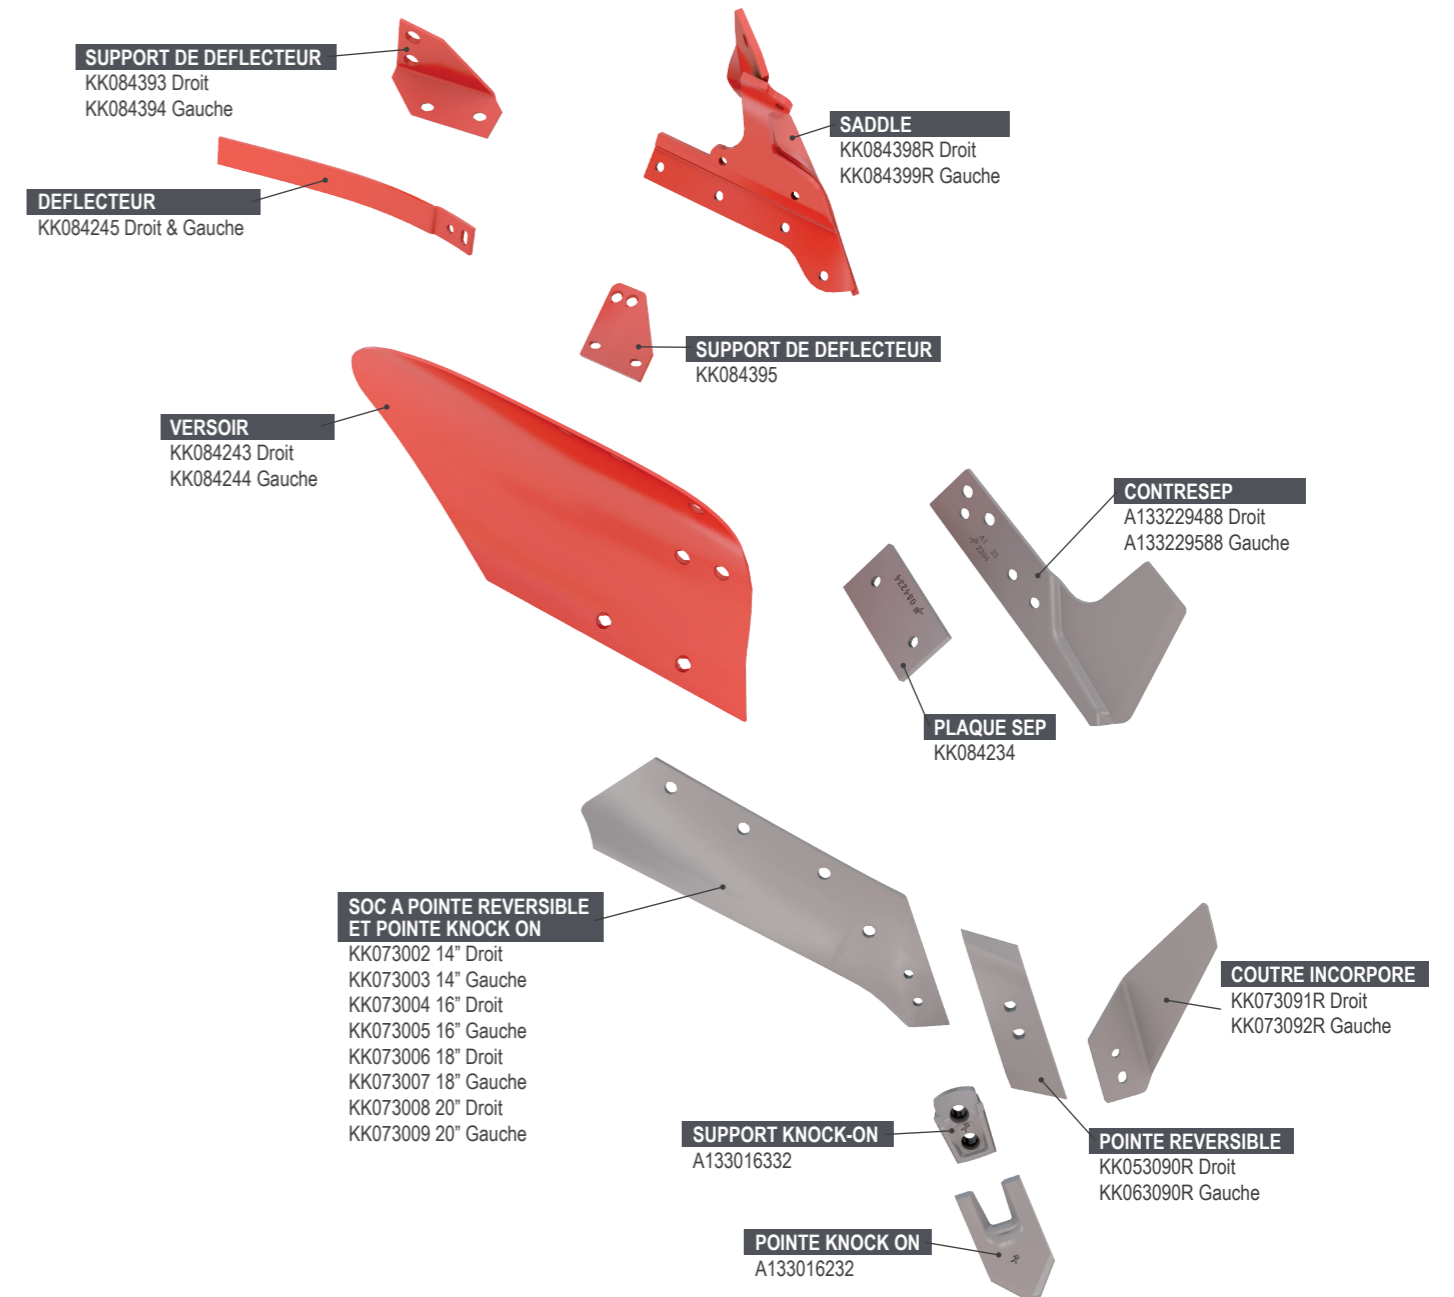 SUPPORT DE DEFLECTEUR
KK084393 Droit
KK084394 Gauche
SADDLE
KK084398R Droit
KK084399R Gauche
DEFLECTEUR
KK084245 Droit & Gauche
SUPPORT DE DEFLECTEUR
KK084395
VERSOIR
KK084243 Droit
KK084244 Gauche
CONTRESEP
A133229488 Droit
A133229588 Gauche
084234
PLAQUE SEP
KK084234
SOC A POINTE REVERSIBLE
ET POINTE KNOCK ON
KK073002 14” Droit
KK073003 14” Gauche
KK073004 16” Droit
KK073005 16” Gauche
KK073006 18” Droit
KK073007 18” Gauche
KK073008 20” Droit
KK073009 20” Gauche
COUTRE INCORPORE
KK073091R Droit
KK073092R Gauche
SUPPORT KNOCK-ON
A133016332
POINTE REVERSIBLE
KK053090R Droit
KK063090R Gauche
POINTE KNOCK ON
A133016232